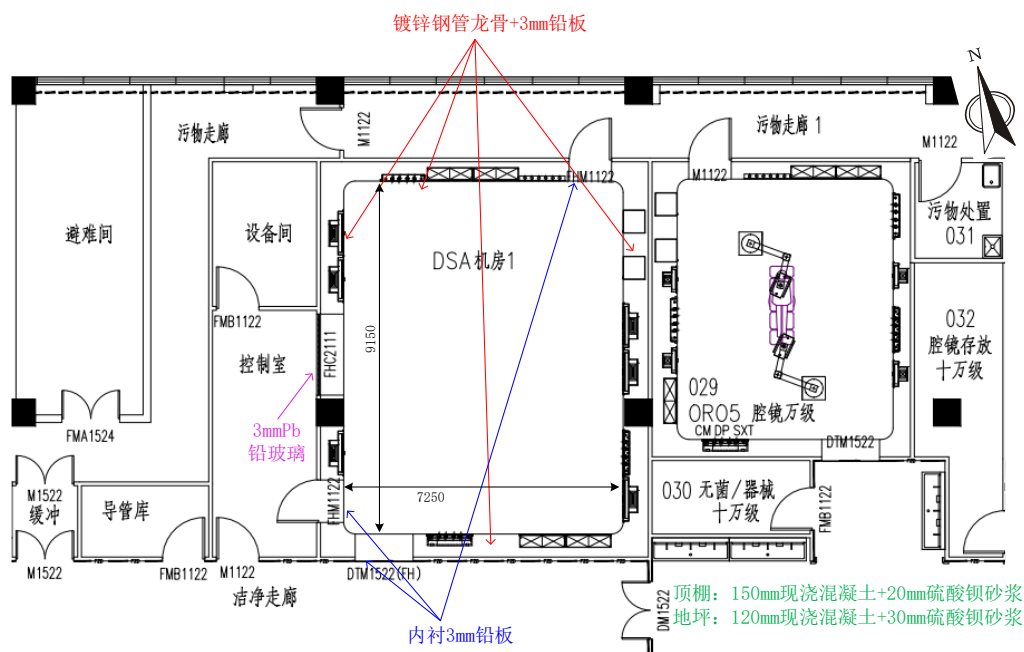 镀锌钢管龙骨+3mm铅板
N
污物走廊
M1122
污物走廊 1
M1122
FHM1122
M1122
避难间
设备间
DSA机房1
污物处置
031
FMB1122
控制室
FHC2111
9150
032
腔镜存放
十万级
029
OR05 腔镜万级
CM DP SXT
3mmPb
铅玻璃
FMA1524
DTM1522
M1522
缓冲
导管库
FHM1122
7250
030 无菌/器械
十万级
FMB1122
M1522
FMB1122
M1122
DTM1522(FH)
洁净走廊
DM1522
顶棚：150mm现浇混凝土+20mm硫酸钡砂浆
地坪：120mm现浇混凝土+30mm硫酸钡砂浆
内衬3mm铅板